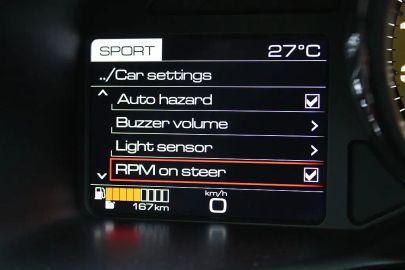 SPORT 27°C
../Car settings
Auto hazard
Buzzer volume
Light sensor
RPM on steer
km/h
167km 0